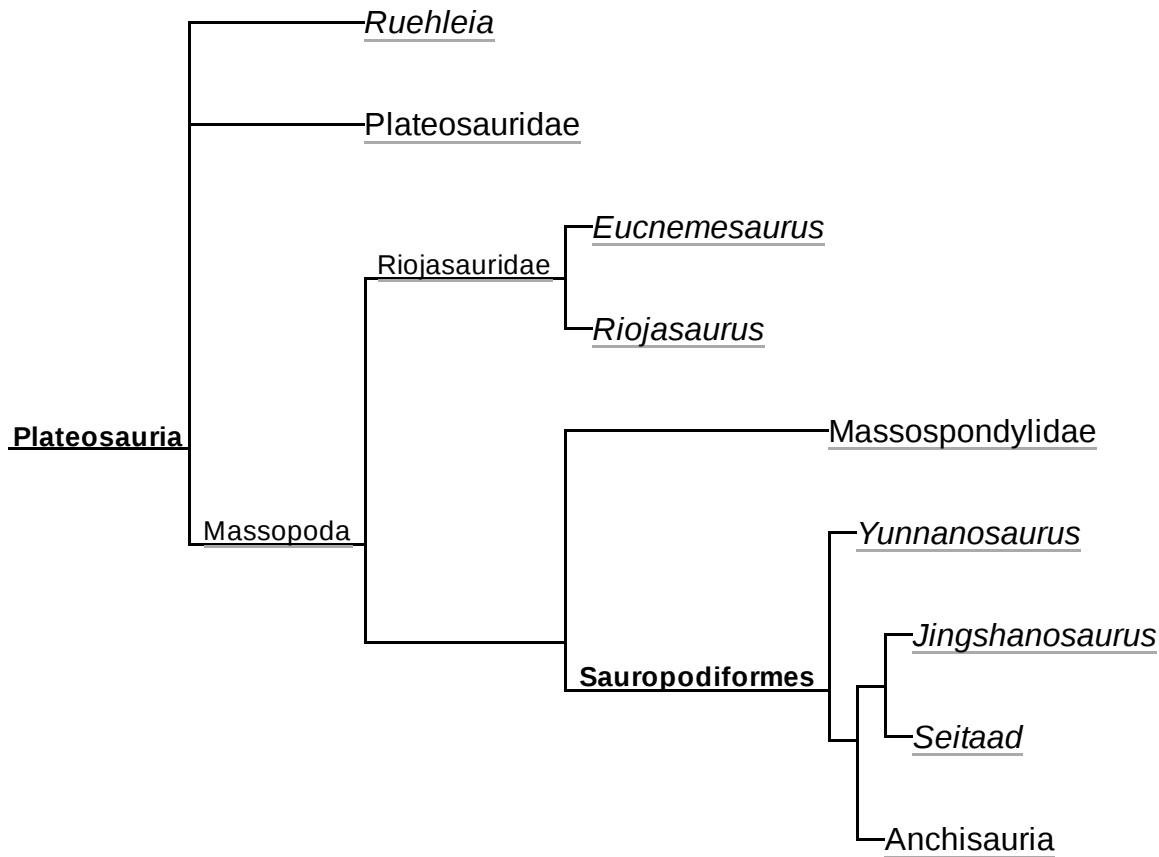 Ruehleia
Plateosauridae
Eucnemesaurus
Riojasauridae
Riojasaurus
Massospondylidae
Plateosauria
Massopoda
Yunnanosaurus
Jingshanosaurus
Sauropodiformes
Seitaad
Anchisauria